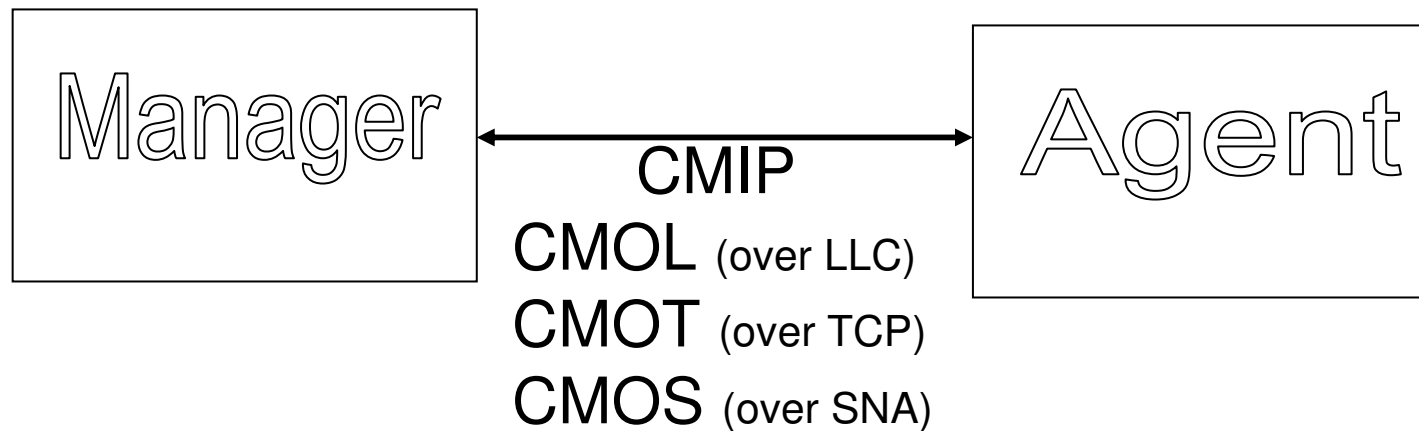 Manager
Agent
CMIP
CMOL (over LLC)
CMOT (over TCP)
CMOS (over SNA)